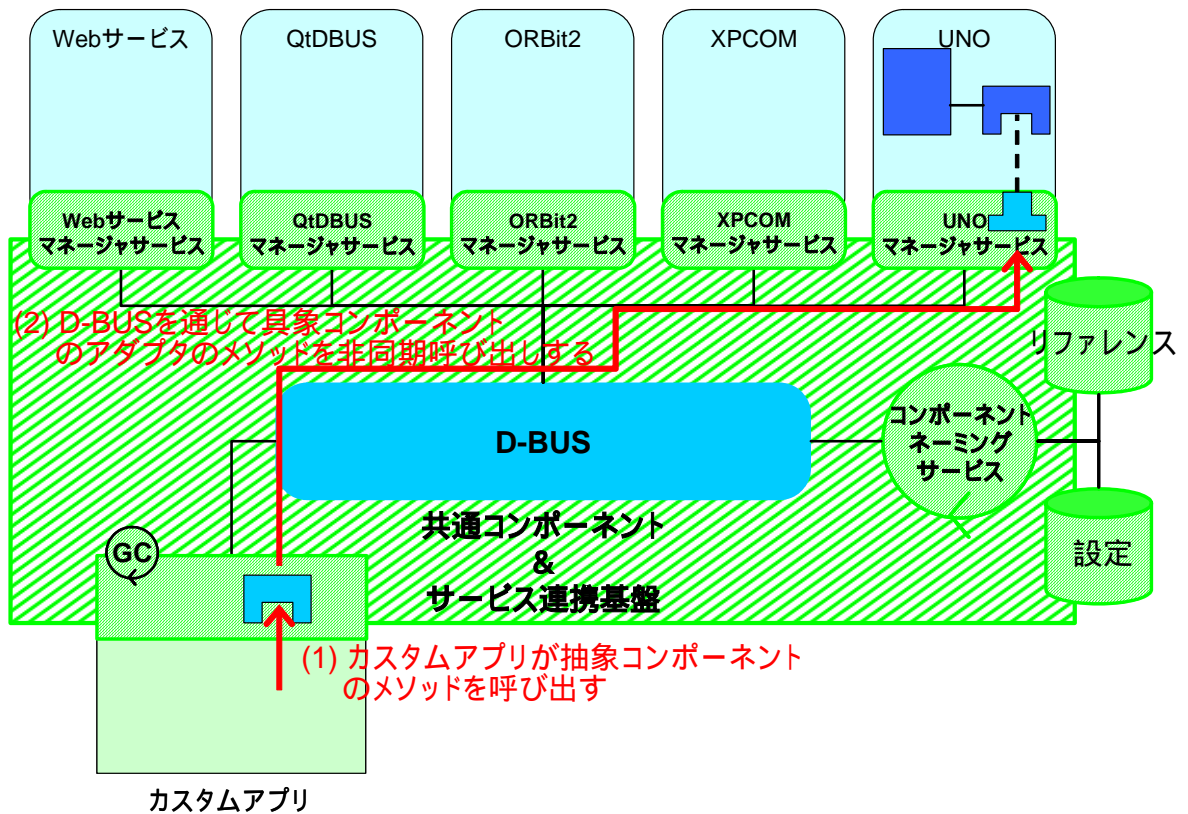 Webサービス
QtDBUS
ORBit2
XPCOM
UNO
Webサービス
マネージャサービス
QtDBUS
マネージャサービス
ORBit2
マネージャサービス
XPCOM
マネージャサービス
UNO
マネージャサービス
(2) D-BUSを通じて具象コンポーネント
のアダプタのメソッドを非同期呼び出しする
リファレンス
D-BUS
コンポーネント
ネーミング
サービス
共通コンポーネント
&
サービス連携基盤
設定
GC
(1) カスタムアプリが抽象コンポーネント
のメソッドを呼び出す
カスタムアプリ